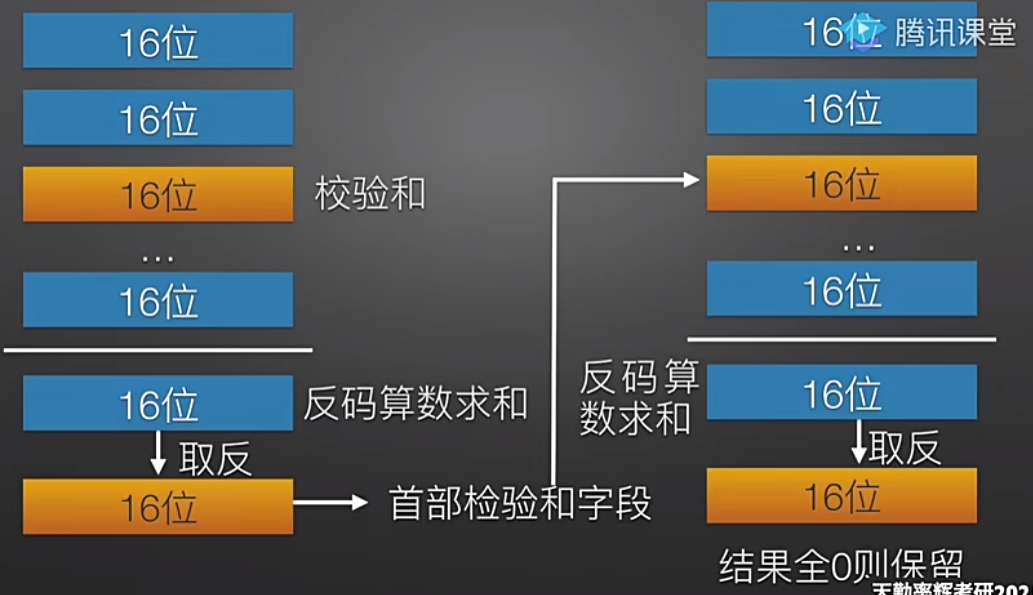 16位
16位
16位
校验和
…
16位
16位
反码算数求和
取反
16位
首部检验和字段
16位
腾讯课堂
16位
16位
…
16位
反码算
数求和
16位
取反
16位
结果全0则保留
天勤率辉考研202